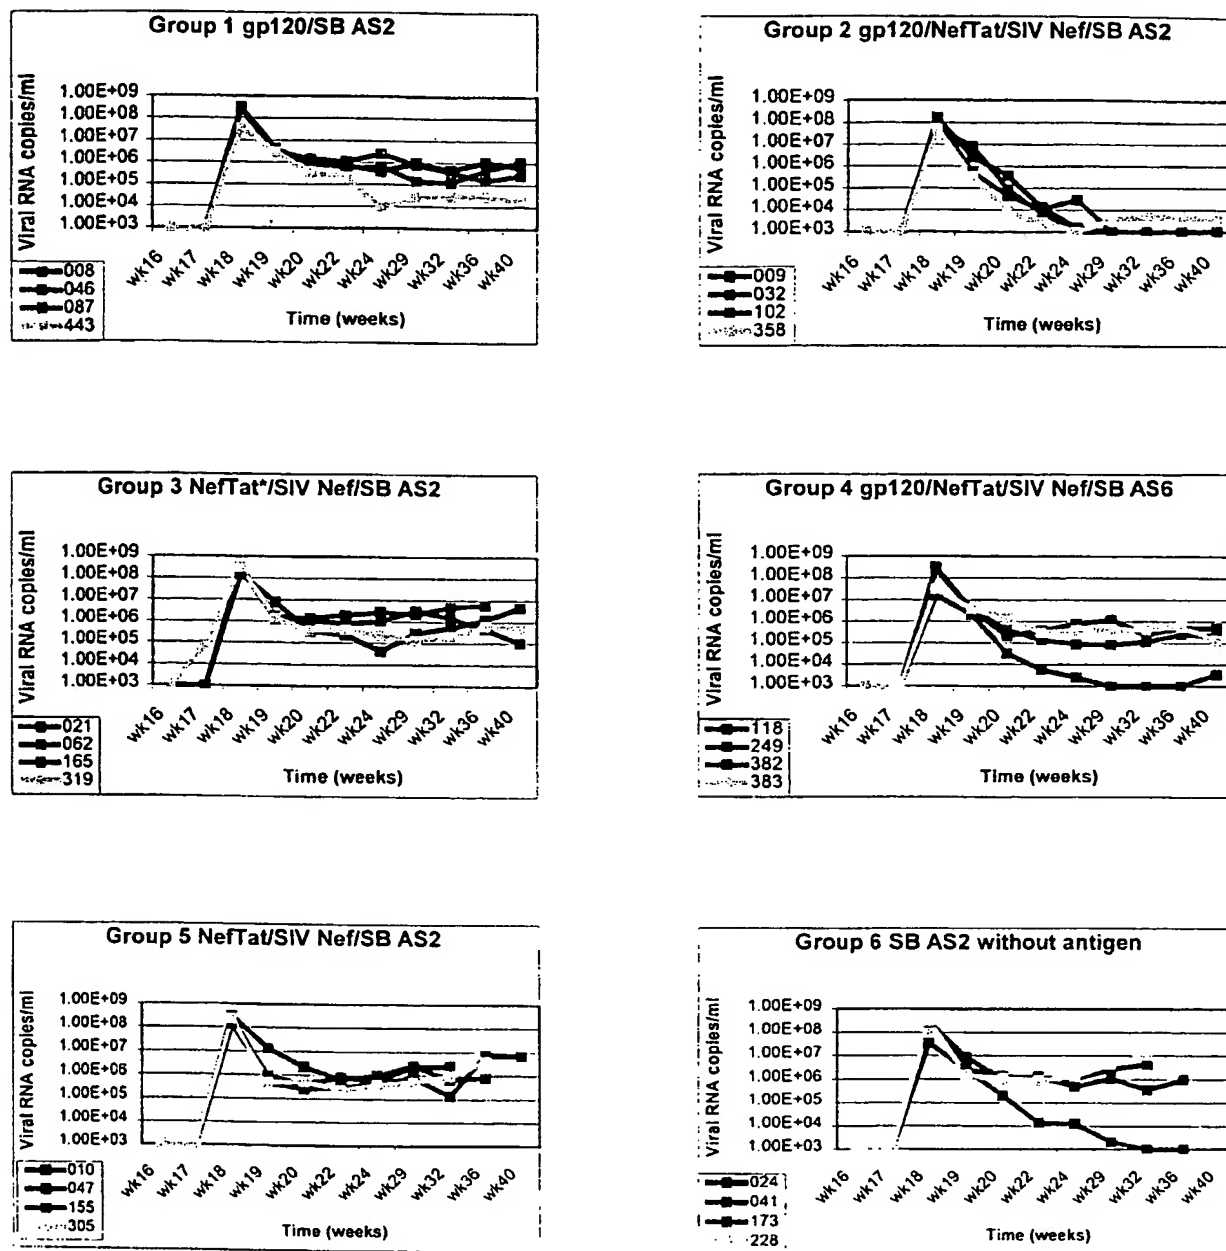 Group 1 gp120/SB AS2
Viral RNA copies/ml
1.00E+09
1.00E+08
1.00E+07
1.00E+06
1.00E+05
1.00E+04
1.00E+03
wk16 wk17 wk18 wk19 wk20 wk22 wk24 wk29 wk32 wk36 wk40
008
046
087
443
Time (weeks)
Group 2 gp120/NefTat/SIV Nef/SB AS2
Viral RNA copies/ml
1.00E+09
1.00E+08
1.00E+07
1.00E+06
1.00E+05
1.00E+04
1.00E+03
wk16 wk17 wk18 wk19 wk20 wk22 wk24 wk29 wk32 wk36 wk40
009
032
102
358
Time (weeks)
Group 3 NefTat*/SIV Nef/SB AS2
Viral RNA copies/ml
1.00E+09
1.00E+08
1.00E+07
1.00E+06
1.00E+05
1.00E+04
1.00E+03
wk16 wk17 wk18 wk19 wk20 wk22 wk24 wk29 wk32 wk36 wk40
021
062
165
319
Time (weeks)
Group 4 gp120/NefTat/SIV Nef/SB AS6
Viral RNA copies/ml
1.00E+09
1.00E+08
1.00E+07
1.00E+06
1.00E+05
1.00E+04
1.00E+03
wk16 wk17 wk18 wk19 wk20 wk22 wk24 wk29 wk32 wk36 wk40
118
249
382
383
Time (weeks)
Group 5 NefTat/SIV Nef/SB AS2
Viral RNA copies/ml
1.00E+09
1.00E+08
1.00E+07
1.00E+06
1.00E+05
1.00E+04
1.00E+03
wk16 wk17 wk18 wk19 wk20 wk22 wk24 wk29 wk32 wk36 wk40
010
047
155
305
Time (weeks)
Group 6 SB AS2 without antigen
Viral RNA copies/ml
1.00E+09
1.00E+08
1.00E+07
1.00E+06
1.00E+05
1.00E+04
1.00E+03
wk16 wk17 wk18 wk19 wk20 wk22 wk24 wk29 wk32 wk36 wk40
024
041
173
228
Time (weeks)